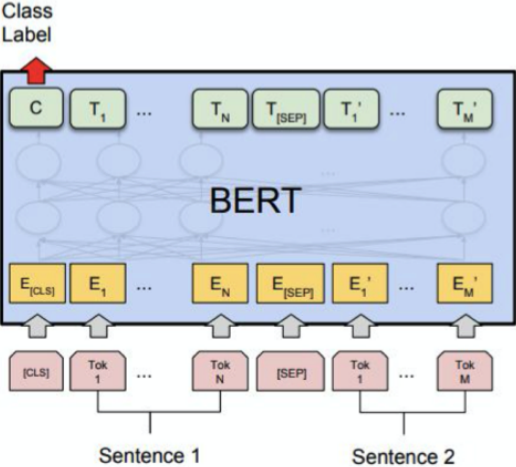 Class
Label
C T1 ... TN T[SEP] T1' ... TM'
...
BERT
...
E[CLS] E1 ... EN E[SEP] E1' ... EM'
[CLS] Tok 1 ... Tok N [SEP] Tok 1 ... Tok M
Sentence 1 Sentence 2